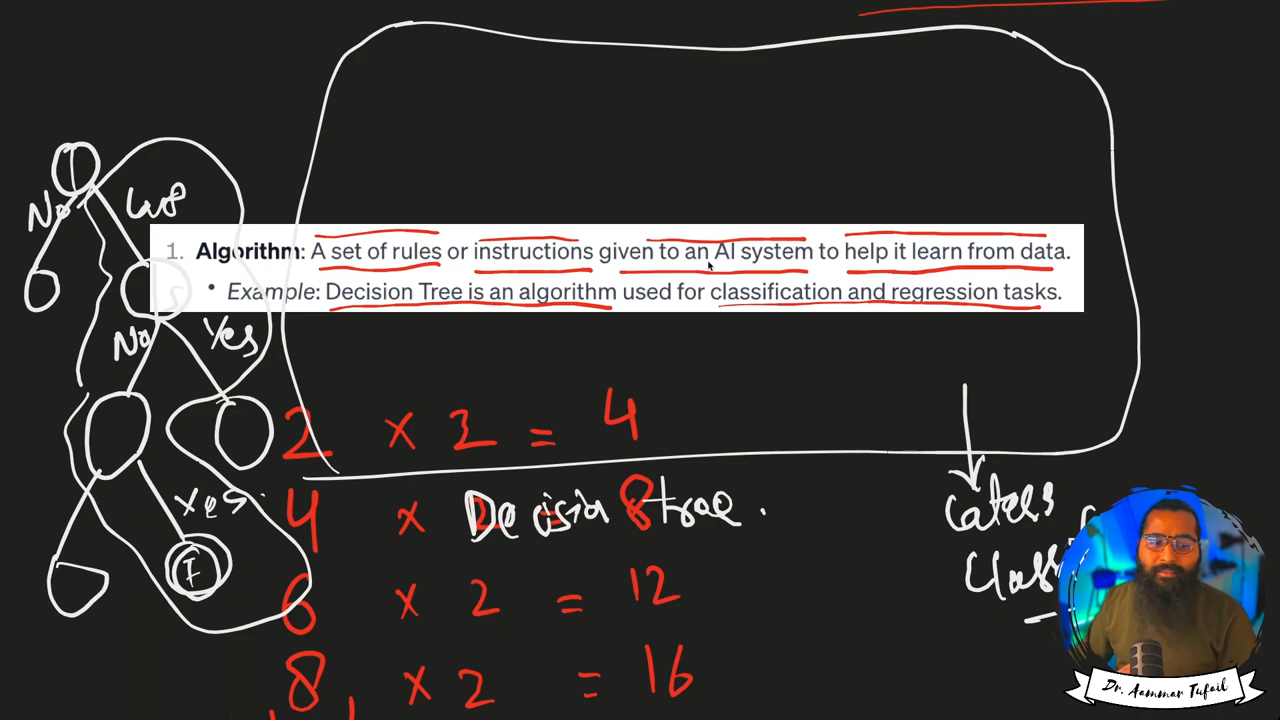 1. Algorithm: A set of rules or instructions given to an AI system to help it learn from data.
• Example: Decision Tree is an algorithm used for classification and regression tasks.
No
Yes
No
Yes
2 × 2 = 4
4 × 2 = 8
Decision tree.
6 × 2 = 12
8 × 2 = 16
Dr. Aammar Tufail